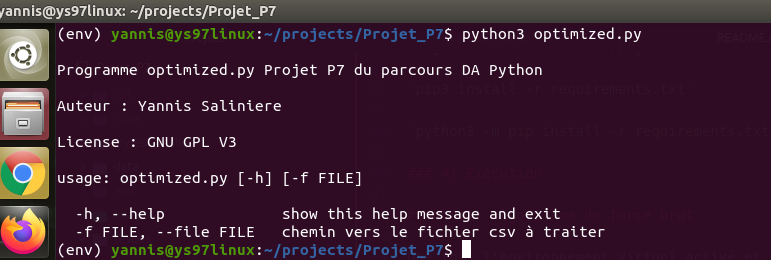 yannis@ys97linux: ~/projects/Projet_P7
(env) yannis@ys97linux:~/projects/Projet_P7$ python3 optimized.py
Programme optimized.py Projet P7 du parcours DA Python
Auteur : Yannis Saliniere
License : GNU GPL V3
usage: optimized.py [-h] [-f FILE]
-h, --help show this help message and exit
-f FILE, --file FILE chemin vers le fichier csv à traiter
(env) yannis@ys97linux:~/projects/Projet_P7$